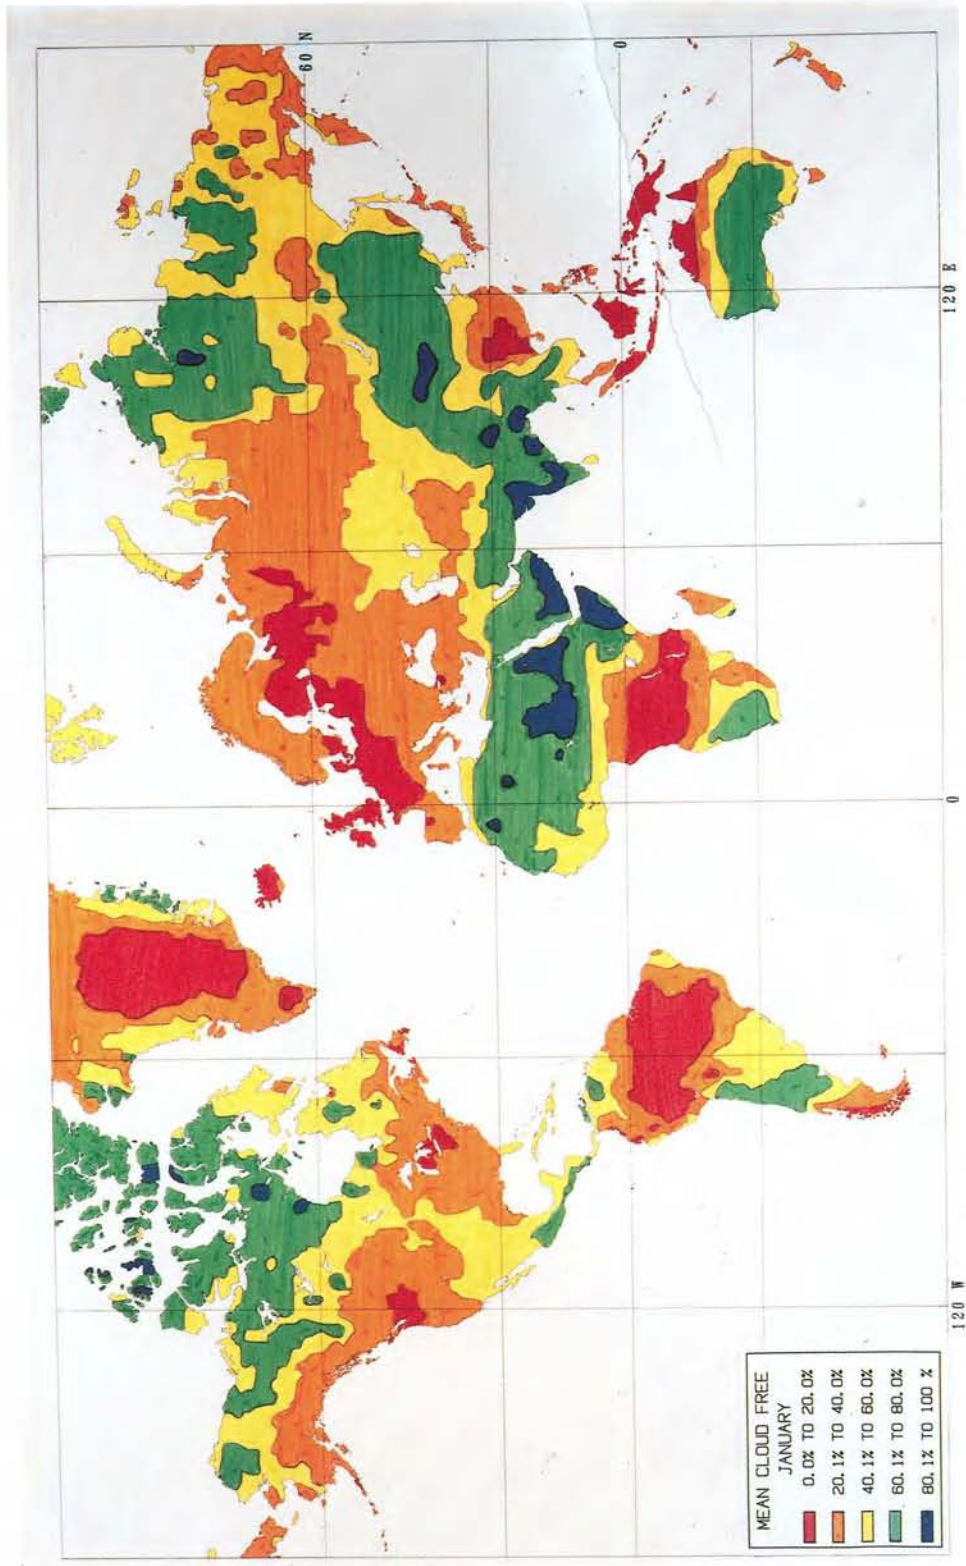 MEAN CLOUD FREE
JANUARY
0.0% TO 20.0%
20.1% TO 40.0%
40.1% TO 60.0%
60.1% TO 80.0%
80.1% TO 100 %
120 W
0
120 E
60 N
0